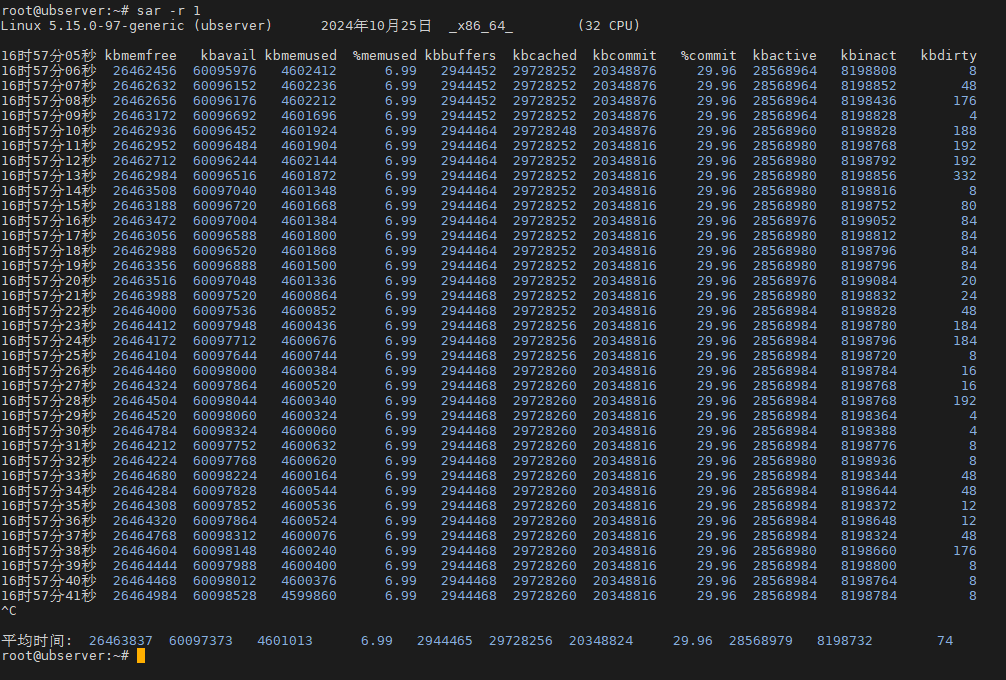 root@ubserver:~# sar -r 1
Linux 5.15.0-97-generic (ubserver) 2024年10月25日 _x86_64_ (32 CPU)
16时57分05秒 kbmemfree kbavail kbmemused %memused kbbuffers kbcached kbcommit %commit kbactive kbinact kbdirty
16时57分06秒 26462456 60095976 4602412 6.99 2944452 29728252 20348876 29.96 28568964 8198808 8
16时57分07秒 26462632 60096152 4602236 6.99 2944452 29728252 20348876 29.96 28568964 8198852 48
16时57分08秒 26462656 60096176 4602212 6.99 2944452 29728252 20348876 29.96 28568964 8198436 176
16时57分09秒 26463172 60096692 4601696 6.99 2944452 29728252 20348876 29.96 28568964 8198828 4
16时57分10秒 26462936 60096452 4601924 6.99 2944464 29728248 20348876 29.96 28568960 8198828 188
16时57分11秒 26462952 60096484 4601904 6.99 2944464 29728252 20348816 29.96 28568980 8198768 192
16时57分12秒 26462712 60096244 4602144 6.99 2944464 29728252 20348816 29.96 28568980 8198792 192
16时57分13秒 26462984 60096516 4601872 6.99 2944464 29728252 20348816 29.96 28568980 8198856 332
16时57分14秒 26463508 60097040 4601348 6.99 2944464 29728252 20348816 29.96 28568980 8198816 8
16时57分15秒 26463188 60096720 4601668 6.99 2944464 29728252 20348816 29.96 28568980 8198752 80
16时57分16秒 26463472 60097004 4601384 6.99 2944464 29728252 20348816 29.96 28568976 8199052 84
16时57分17秒 26463056 60096588 4601800 6.99 2944464 29728252 20348816 29.96 28568980 8198812 84
16时57分18秒 26462988 60096520 4601868 6.99 2944464 29728252 20348816 29.96 28568980 8198796 84
16时57分19秒 26463356 60096888 4601500 6.99 2944464 29728252 20348816 29.96 28568980 8198796 84
16时57分20秒 26463516 60097048 4601336 6.99 2944464 29728252 20348816 29.96 28568976 8199084 20
16时57分21秒 26463988 60097520 4600864 6.99 2944464 29728252 20348816 29.96 28568980 8198832 24
16时57分22秒 26464000 60097536 4600852 6.99 2944468 29728252 20348816 29.96 28568984 8198828 48
16时57分23秒 26464412 60097948 4600436 6.99 2944468 29728256 20348816 29.96 28568984 8198780 184
16时57分24秒 26464172 60097712 4600676 6.99 2944468 29728256 20348816 29.96 28568984 8198796 184
16时57分25秒 26464104 60097644 4600744 6.99 2944468 29728256 20348816 29.96 28568984 8198720 8
16时57分26秒 26464460 60098000 4600384 6.99 2944468 29728260 20348816 29.96 28568984 8198784 16
16时57分27秒 26464324 60097864 4600520 6.99 2944468 29728260 20348816 29.96 28568984 8198768 16
16时57分28秒 26464504 60098044 4600340 6.99 2944468 29728260 20348816 29.96 28568984 8198768 192
16时57分29秒 26464520 60098060 4600324 6.99 2944468 29728260 20348816 29.96 28568984 8198364 4
16时57分30秒 26464784 60098324 4600060 6.99 2944468 29728260 20348816 29.96 28568984 8198388 4
16时57分31秒 26464212 60097752 4600632 6.99 2944468 29728260 20348816 29.96 28568984 8198776 8
16时57分32秒 26464224 60097768 4600620 6.99 2944468 29728260 20348816 29.96 28568980 8198936 8
16时57分33秒 26464680 60098224 4600164 6.99 2944468 29728260 20348816 29.96 28568984 8198344 48
16时57分34秒 26464284 60097828 4600544 6.99 2944468 29728260 20348816 29.96 28568984 8198644 48
16时57分35秒 26464308 60097852 4600536 6.99 2944468 29728260 20348816 29.96 28568984 8198372 12
16时57分36秒 26464320 60097864 4600524 6.99 2944468 29728260 20348816 29.96 28568984 8198648 12
16时57分37秒 26464768 60098312 4600076 6.99 2944468 29728260 20348816 29.96 28568984 8198324 48
16时57分38秒 26464604 60098148 4600240 6.99 2944468 29728260 20348816 29.96 28568980 8198660 176
16时57分39秒 26464444 60097988 4600400 6.99 2944468 29728260 20348816 29.96 28568984 8198800 8
16时57分40秒 26464468 60098012 4600376 6.99 2944468 29728260 20348816 29.96 28568984 8198764 8
16时57分41秒 26464984 60098528 4599860 6.99 2944468 29728260 20348816 29.96 28568984 8198784 8
^C
平均时间: 26463837 60097373 4601013 6.99 2944465 29728256 20348824 29.96 28568979 8198732 74
root@ubserver:~#